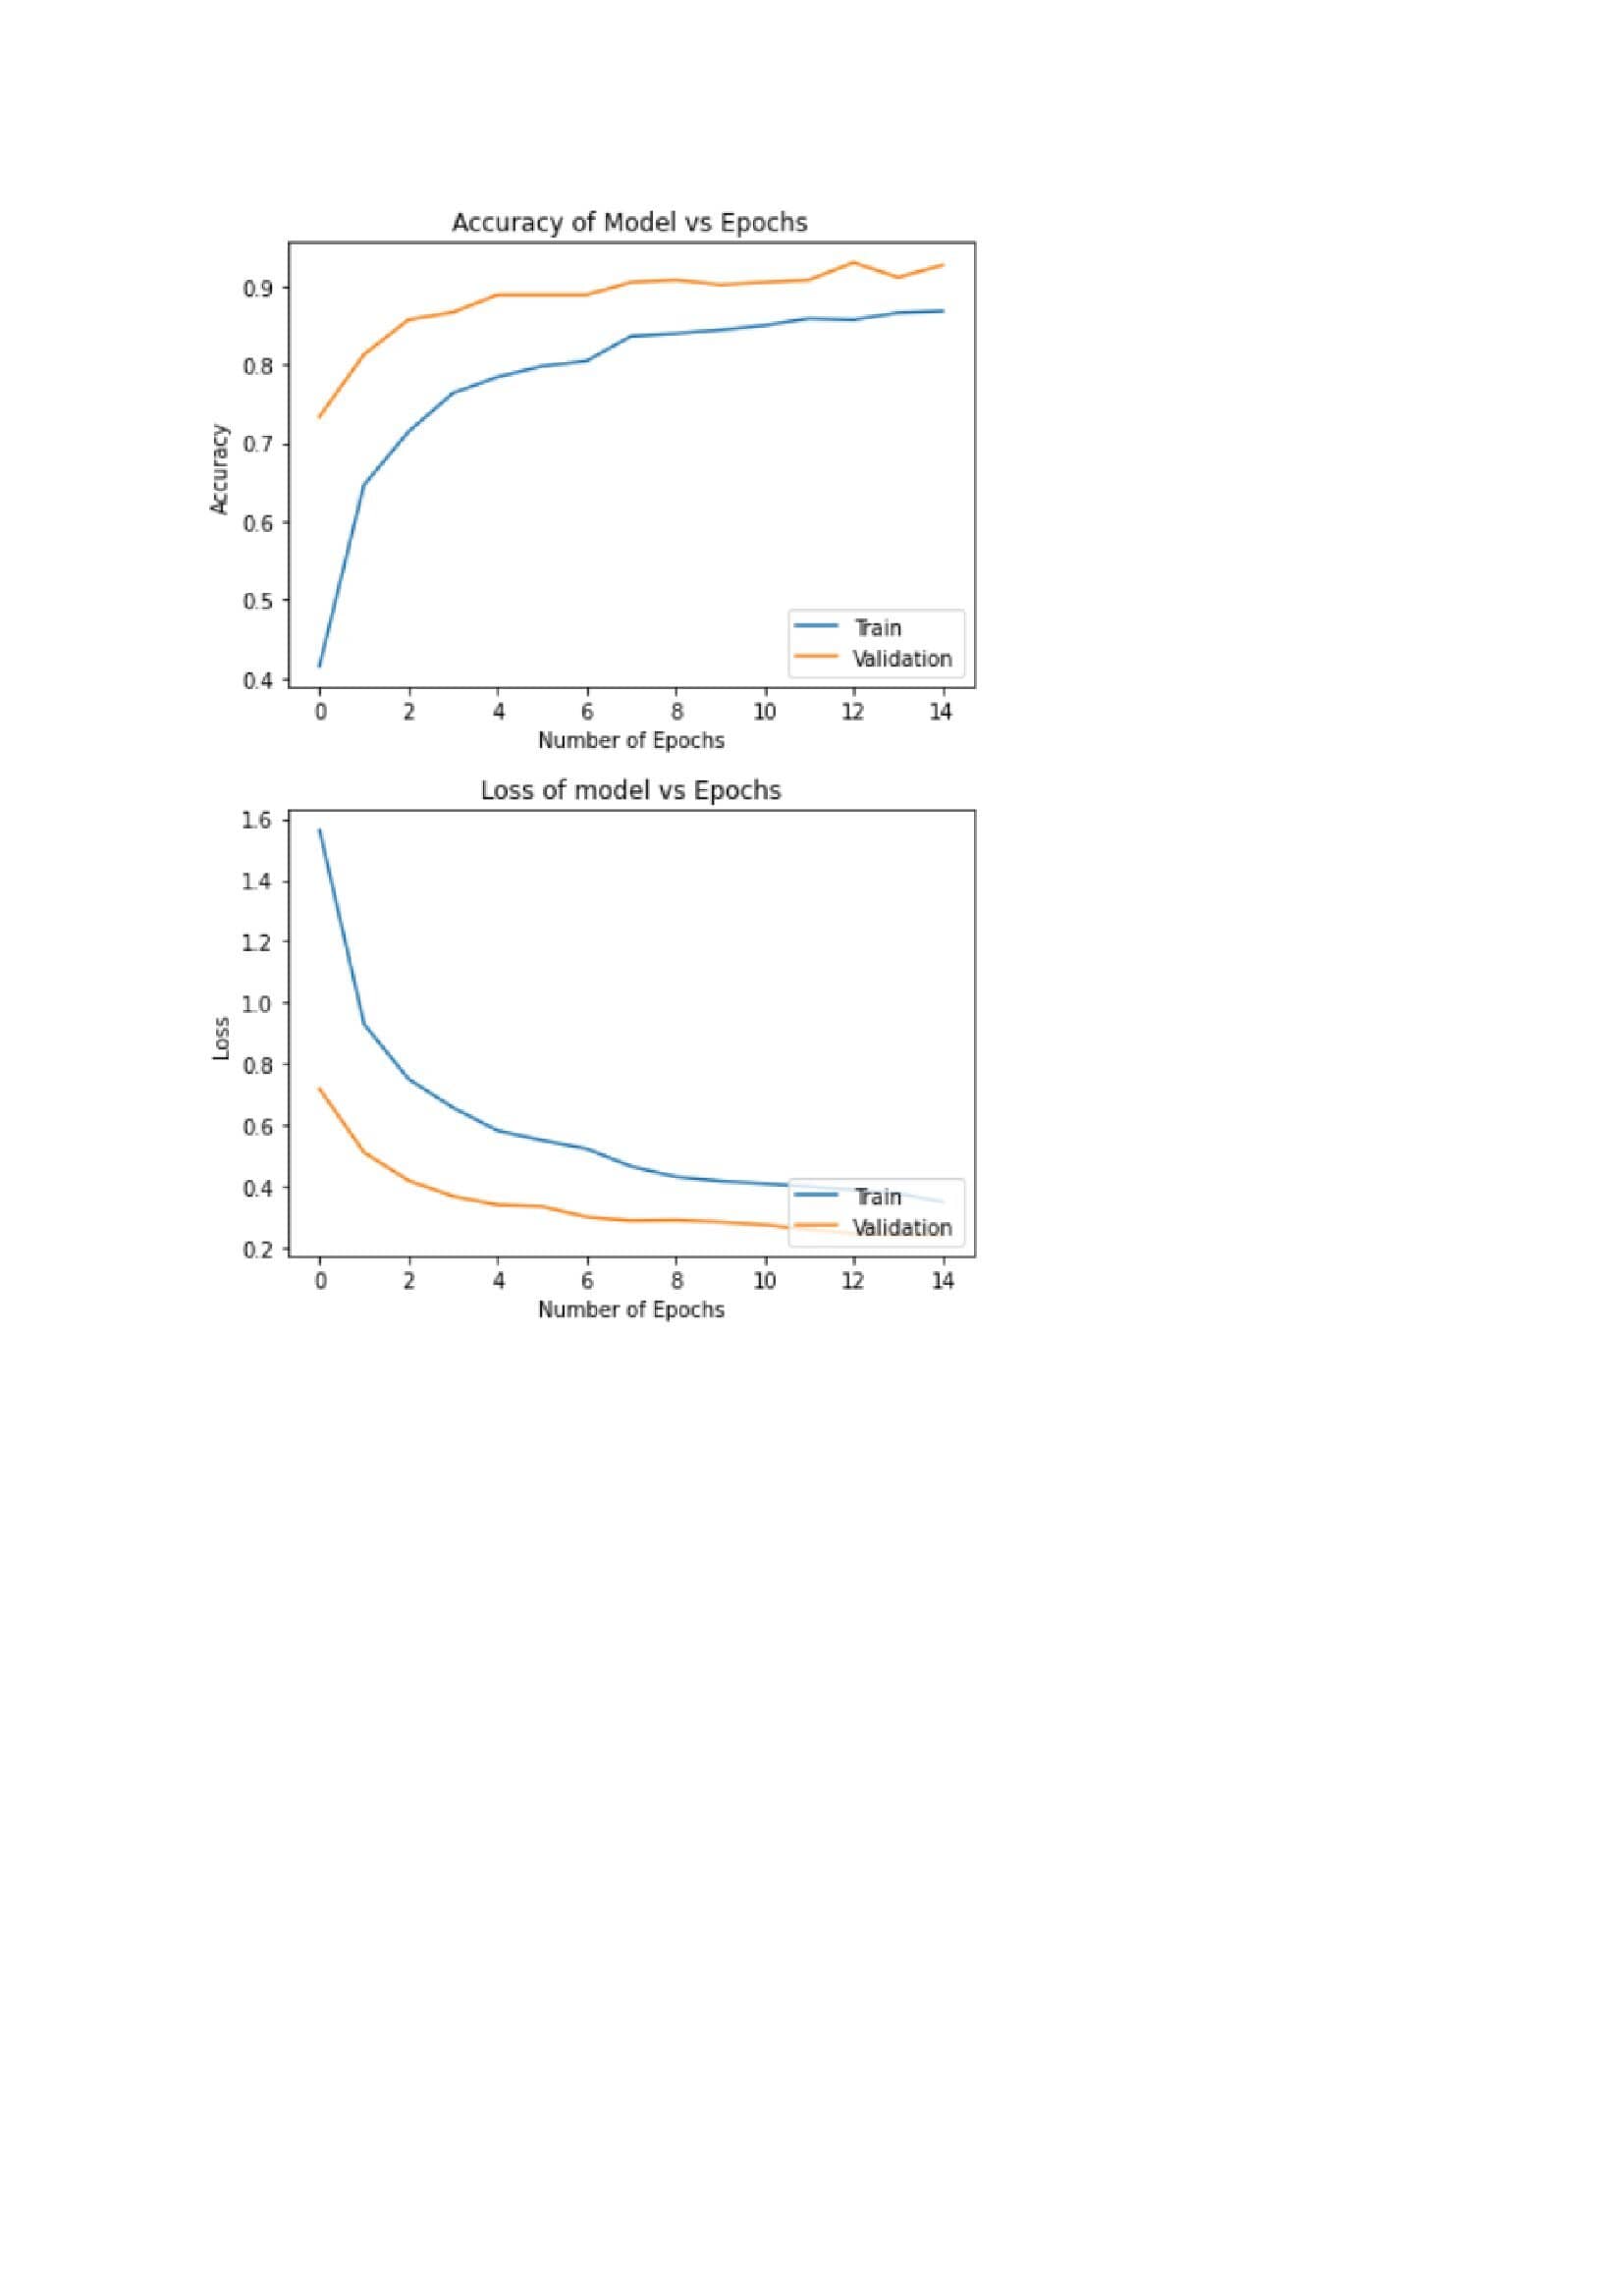 Accuracy of Model vs Epochs
0.9
0.8
0.7
0.6
0.5
0.4
Accuracy
Train
Validation
0 2 4 6 8 10 12 14
Number of Epochs
Loss of model vs Epochs
1.6
1.4
1.2
1.0
0.8
0.6
0.4
0.2
Loss
Train
Validation
0 2 4 6 8 10 12 14
Number of Epochs